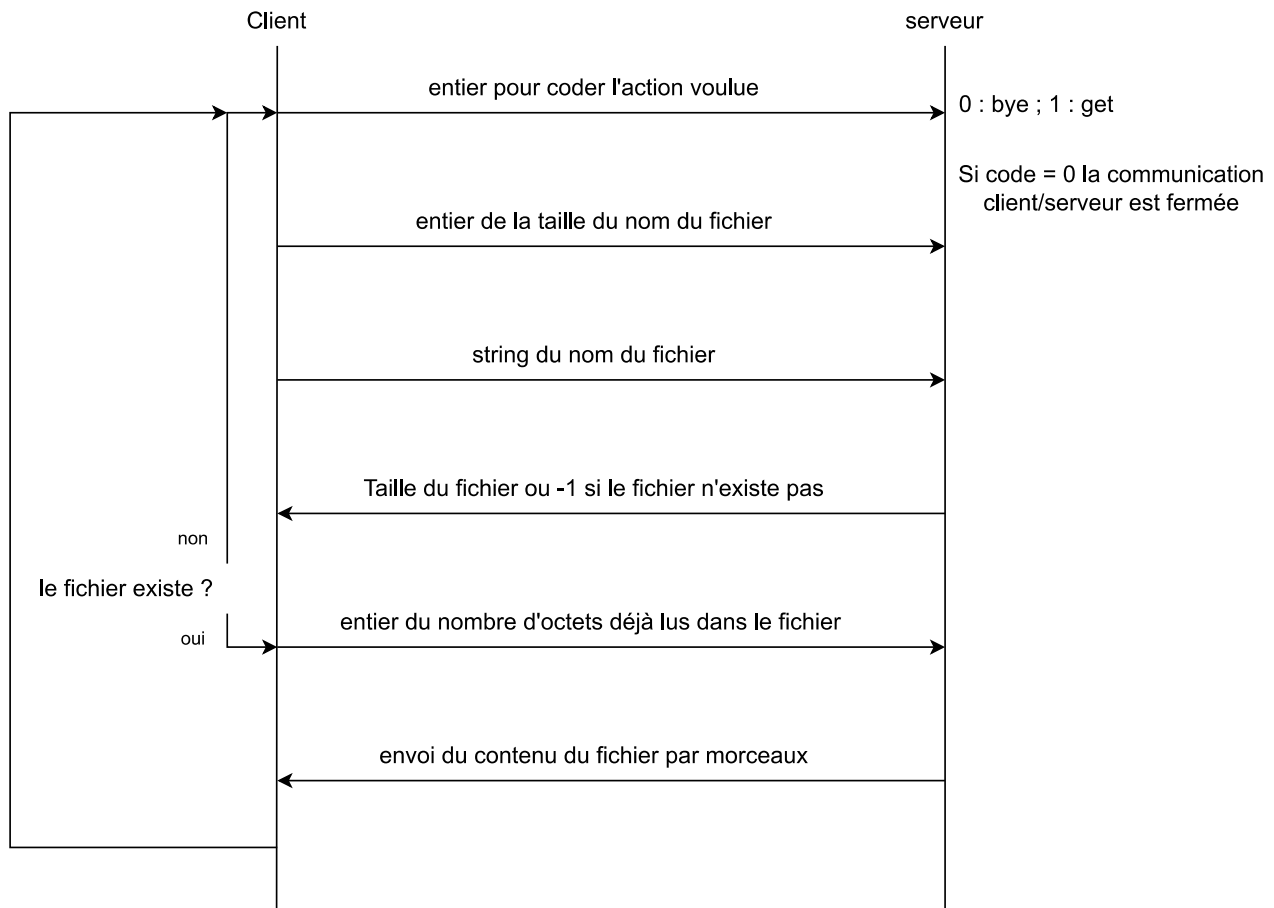 Client
serveur
entier pour coder l'action voulue
0 : bye ; 1 : get
Si code = 0 la communication
client/serveur est fermée
entier de la taille du nom du fichier
string du nom du fichier
Taille du fichier ou -1 si le fichier n'existe pas
non
le fichier existe ?
oui
entier du nombre d'octets déjà lus dans le fichier
envoi du contenu du fichier par morceaux